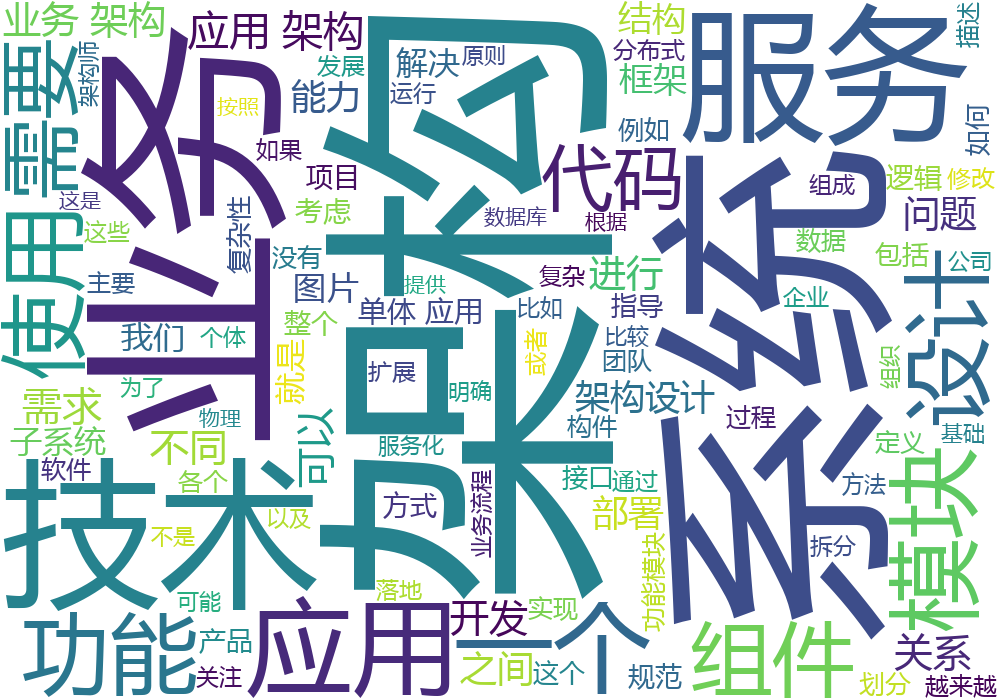 业务 架构
应用 架构
结构
服务
描述
需要
架构师
业务
架构
解决
原则
分布式
发展
框架
能力
运行
按照
例如
如何
如果
代码
系统
项目
组成
逻辑
修改
这是
考虑
数据库
根据
问题
使用
这些
复杂性
没有
数据
包括
公司
主要
图片
提供
复杂
进行
设计
企业
指导
我们
个体
整个
单体 应用
比如
比较
就是
或者
团队
扩展
组织
为了
明确
需求
物理
架构设计
过程
基础
子系统
不同
可以
服务化
构件
定义
软件
各个
技术
接口
通过
方法
模块
方式
业务流程
部署
以及
不是
拆分
功能模块
落地
可能
实现
功能
产品
应用
开发
一个
组件
关系
关注
之间
这个
规范
划分
越来越